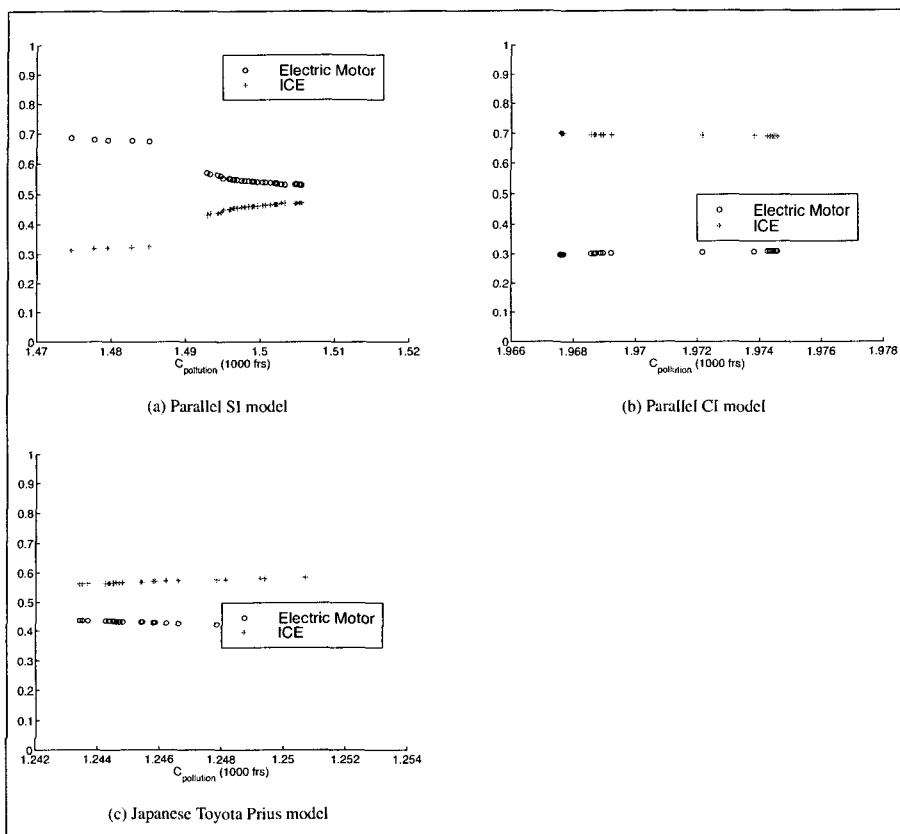 1
0.9
0.8
0.7
0.6
0.5
0.4
0.3
0.2
0.1
0
1.47 1.48 1.49 1.5 1.51 1.52
Electric Motor
ICE
C_pollution (1000 frs)
(a) Parallel SI model
1
0.9
0.8
0.7
0.6
0.5
0.4
0.3
0.2
0.1
0
1.966 1.968 1.97 1.972 1.974 1.976 1.978
Electric Motor
ICE
C_pollution (1000 frs)
(b) Parallel CI model
1
0.9
0.8
0.7
0.6
0.5
0.4
0.3
0.2
0.1
0
1.242 1.244 1.246 1.248 1.25 1.252 1.254
Electric Motor
ICE
C_pollution (1000 frs)
(c) Japanese Toyota Prius model